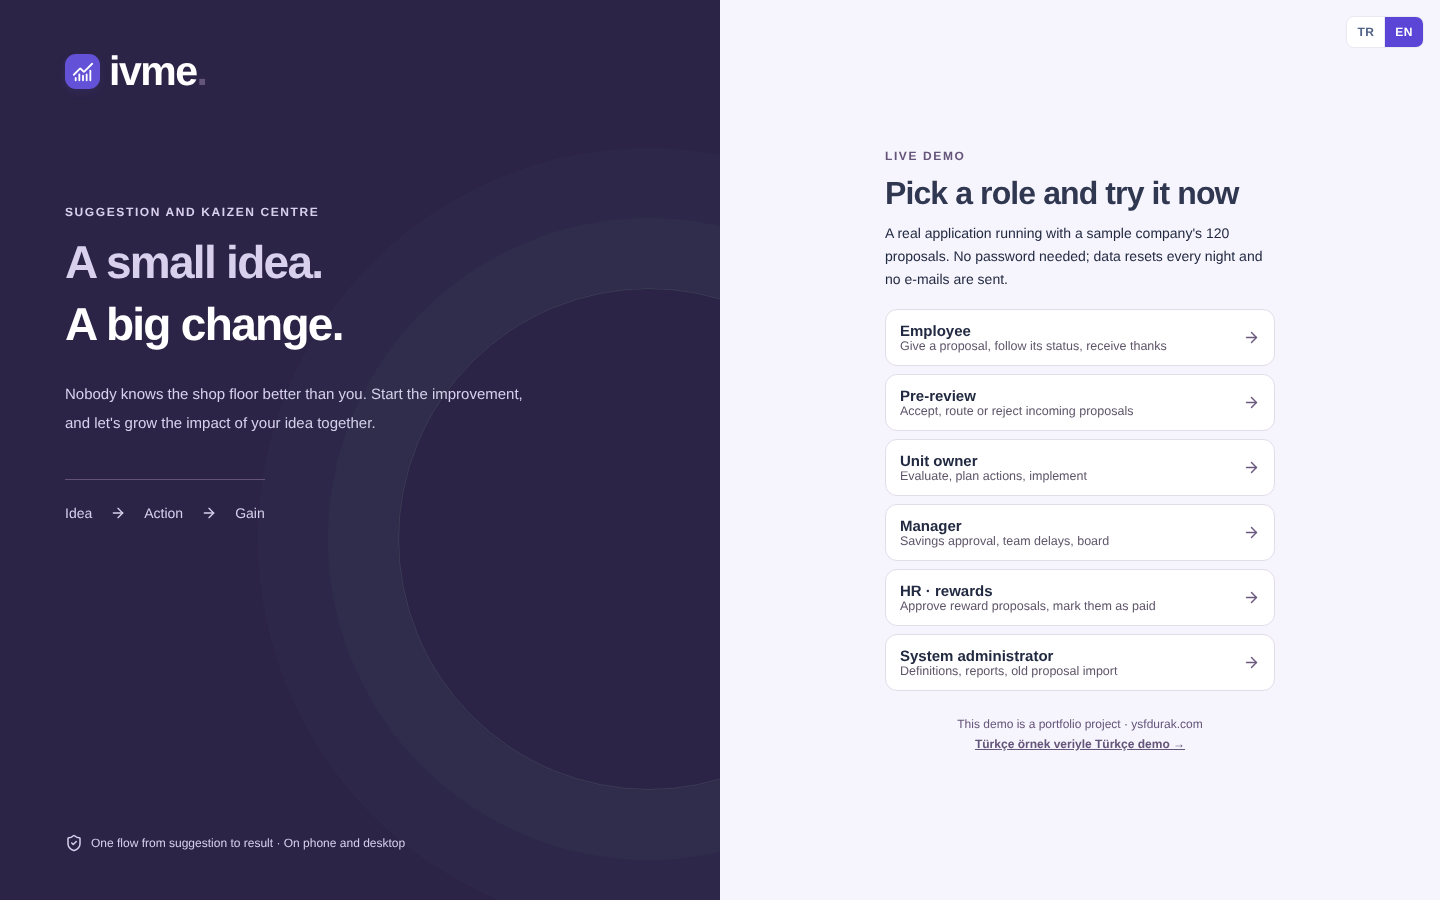 ivme.
SUGGESTION AND KAIZEN CENTRE
A small idea.
A big change.
Nobody knows the shop floor better than you. Start the improvement,
and let's grow the impact of your idea together.
Idea → Action → Gain
One flow from suggestion to result · On phone and desktop
TR EN
LIVE DEMO
Pick a role and try it now
A real application running with a sample company's 120
proposals. No password needed; data resets every night and
no e-mails are sent.
Employee
Give a proposal, follow its status, receive thanks
Pre-review
Accept, route or reject incoming proposals
Unit owner
Evaluate, plan actions, implement
Manager
Savings approval, team delays, board
HR · rewards
Approve reward proposals, mark them as paid
System administrator
Definitions, reports, old proposal import
This demo is a portfolio project · ysfdurak.com
Türkçe örnek veriyle Türkçe demo →